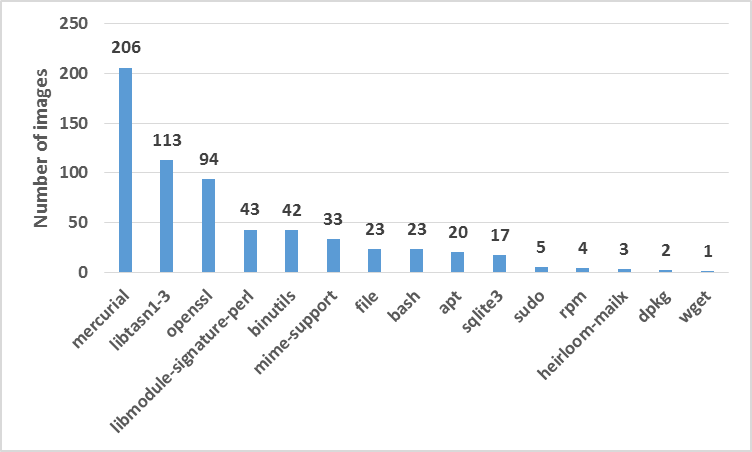 Number of images
250
200
150
100
50
0
206
113
94
43
42
33
23
23
20
17
5
4
3
2
1
mercurial
libtasn1-3
openssl
libmodule-signature-perl
binutils
mime-support
file
bash
apt
sqlite3
sudo
rpm
heirloom-mailx
dpkg
wget